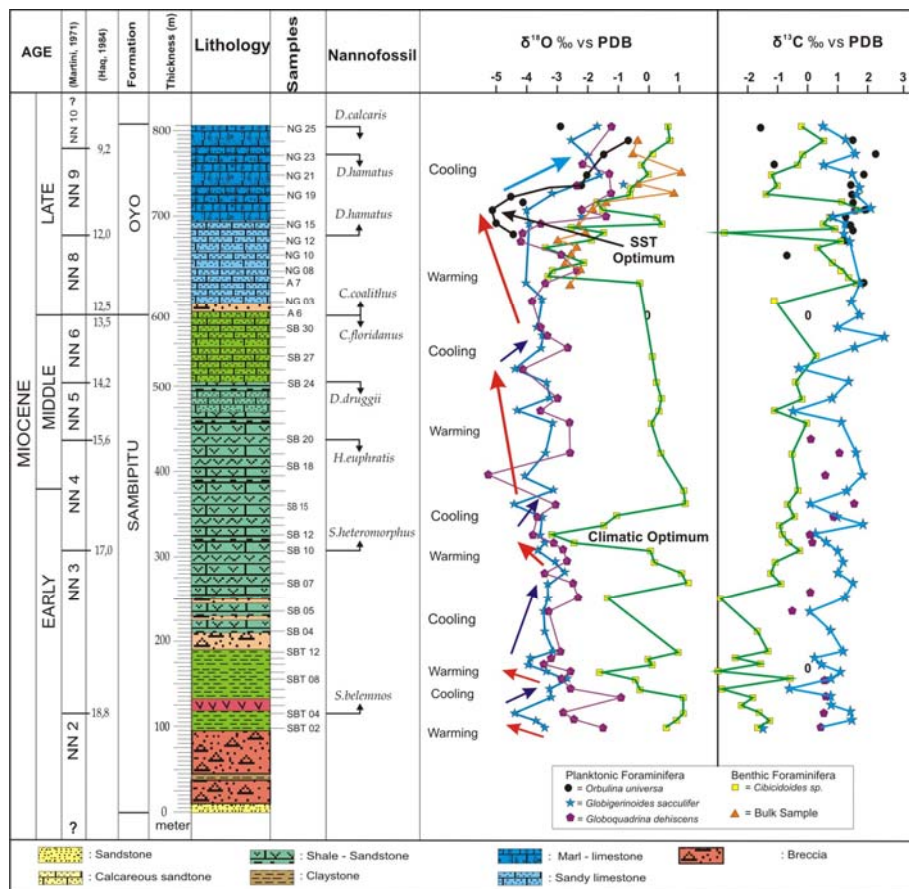 AGE
(Martini, 1971)
(Haq, 1984)
Formation
Thickness (m)
Lithology
Samples
Nannofossil
δ18O ‰ vs PDB
δ13C ‰ vs PDB
-5 -4 -3 -2 -1 0 1
-2 -1 0 1 2 3
MIOCENE
LATE
MIDDLE
EARLY
NN 10 ?
NN 9
NN 8
NN 6
NN 5
NN 4
NN 3
NN 2
?
9,2
12,0
12,5
13,5
14,2
15,6
17,0
18,8
OYO
SAMBIPITU
800
700
600
500
400
300
200
100
0
meter
NG 25
NG 23
NG 21
NG 19
NG 15
NG 12
NG 10
NG 08
A 7
NG 03
A 6
SB 30
SB 27
SB 24
SB 20
SB 18
SB 15
SB 12
SB 10
SB 07
SB 05
SB 04
SBT 12
SBT 08
SBT 04
SBT 02
D.calcaris
D.hamatus
D.hamatus
C.coalithus
C.floridanus
D.druggii
H.euphratis
S.heteromorphus
S.belemnos
Cooling
SST
Optimum
Warming
0
0
Cooling
Warming
Cooling
Climatic Optimum
Warming
Cooling
0
Warming
Cooling
Warming
Planktonic Foraminifera
= Orbulina universa
= Globigerinoides sacculifer
= Globoquadrina dehiscens
Benthic Foraminifera
= Cibicidoides sp.
= Bulk Sample
: Sandstone
: Shale - Sandstone
: Marl - limestone
: Breccia
: Calcareous sandtone
: Claystone
: Sandy limestone